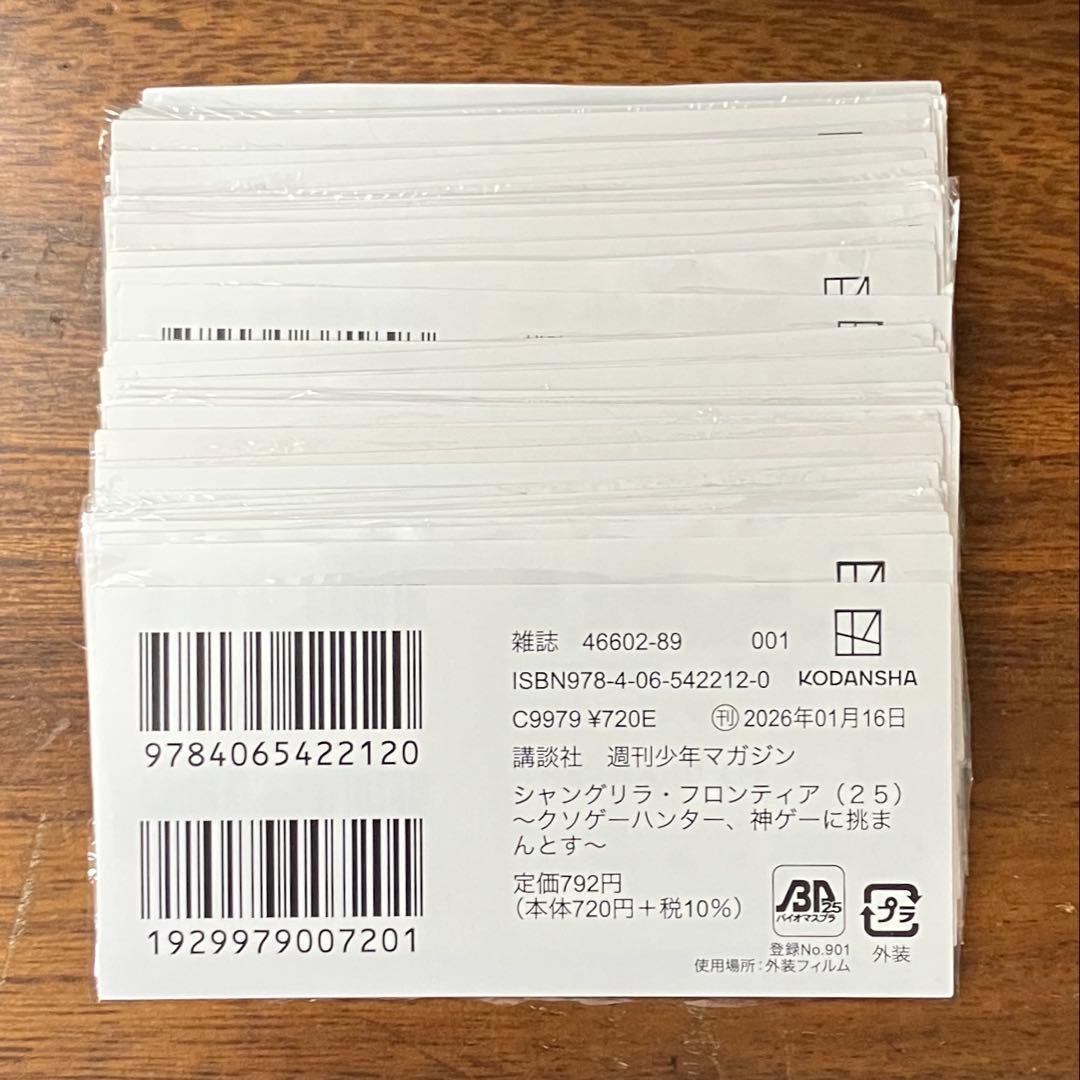 雑誌 46602-89 001
ISBN978-4-06-542212-0 KODANSHA
C9979 ¥720E ㊞2026年01月16日
講談社 週刊少年マガジン
シャングリラ・フロンティア（２５）
～クソゲーハンター、神ゲーに挑ま
んとす～
定価792円
（本体720円＋税10％）
9784065422120
1929979007201
BP25
バイオマスプラ
登録No.901
使用場所：外装フィルム
プラ
外装